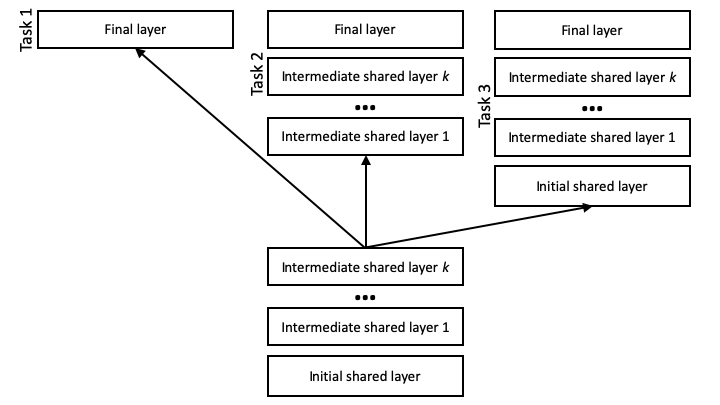 Task 1
Final layer
Task 2
Final layer
Intermediate shared layer k
...
Intermediate shared layer 1
Task 3
Final layer
Intermediate shared layer k
...
Intermediate shared layer 1
Initial shared layer
Intermediate shared layer k
...
Intermediate shared layer 1
Initial shared layer